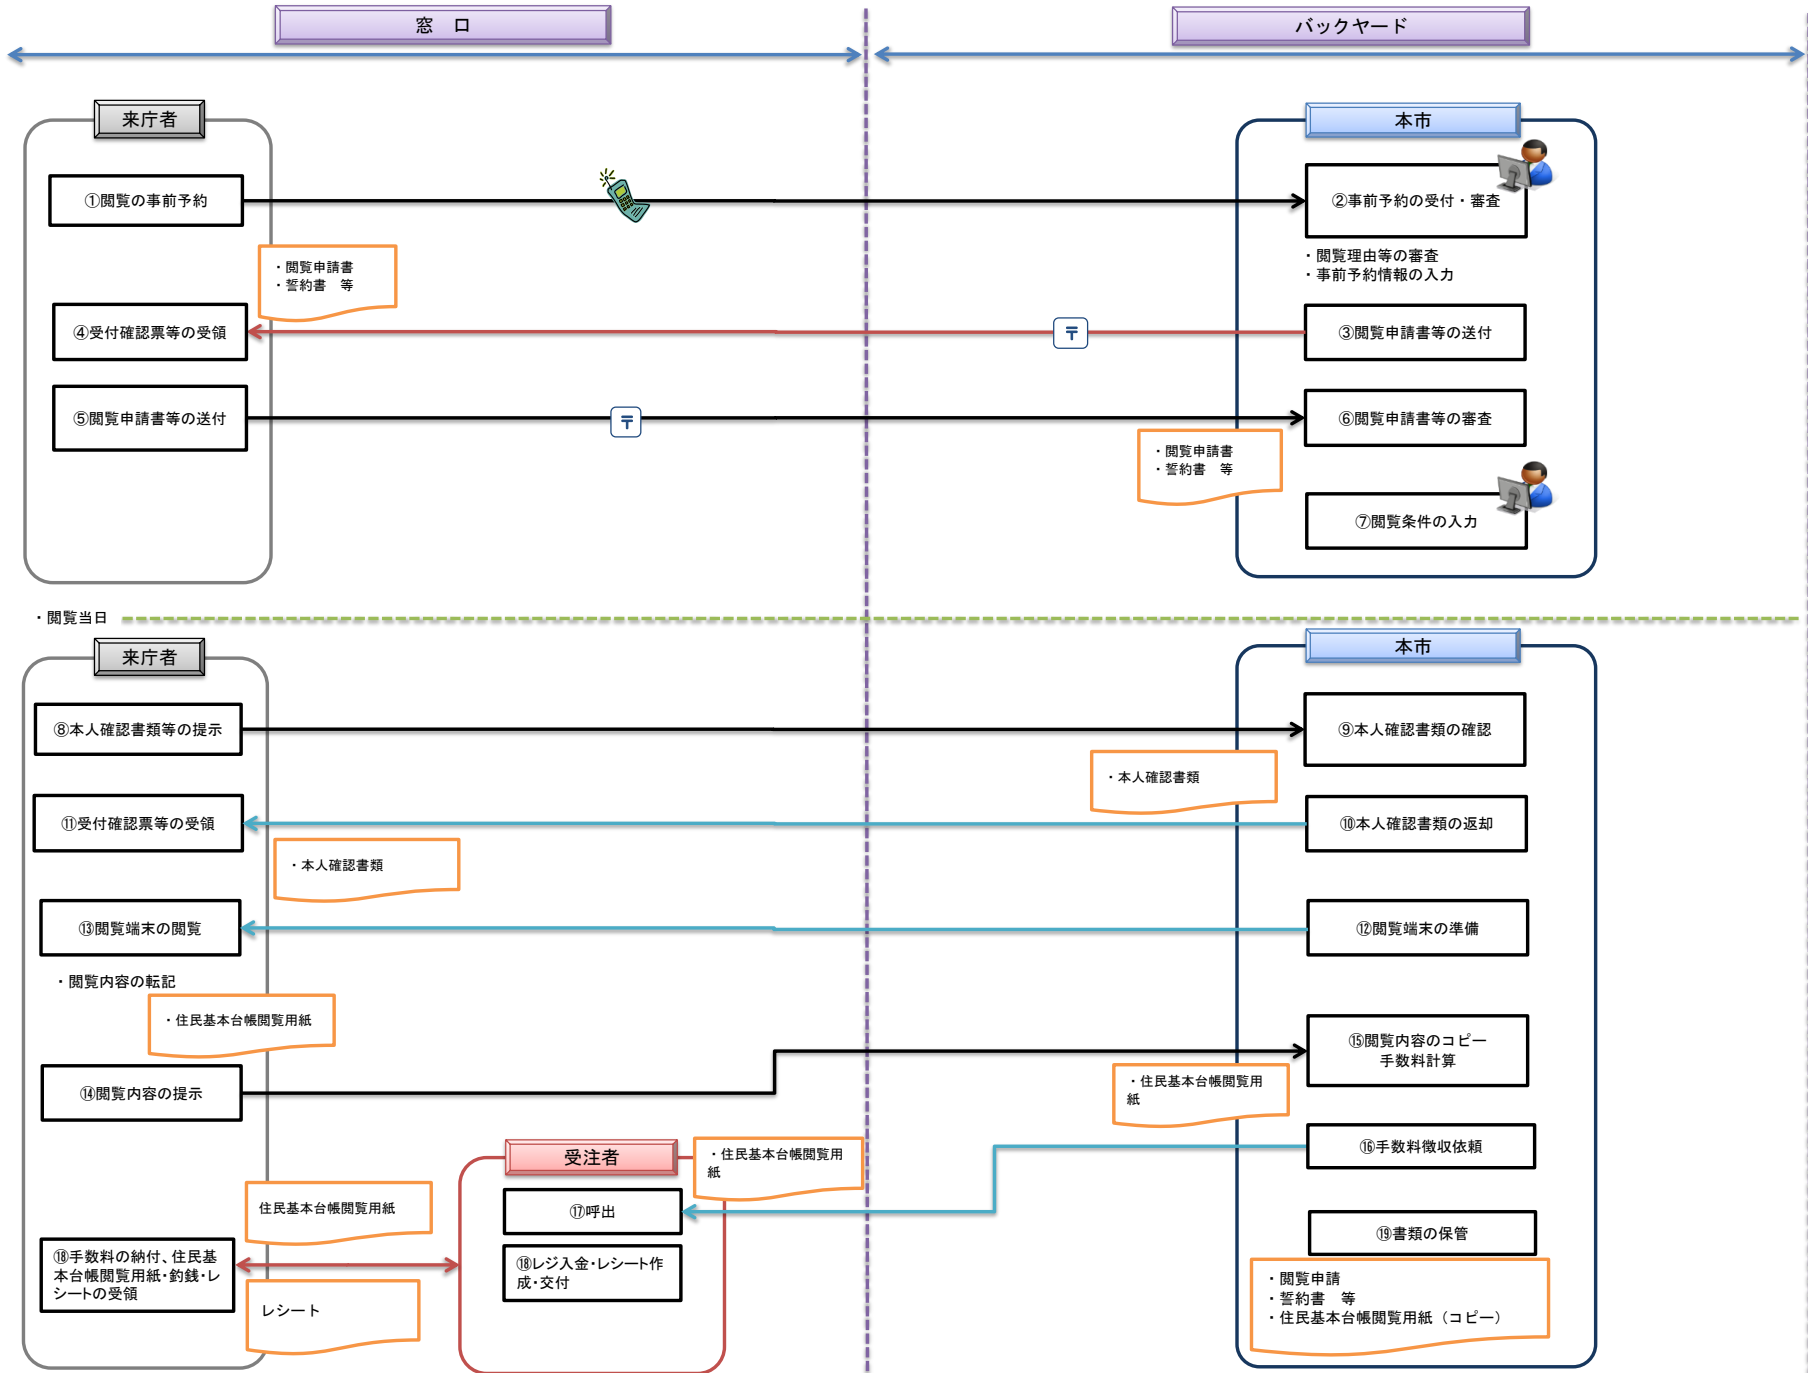 窓　口
バックヤード
来庁者
本市
①閲覧の事前予約
②事前予約の受付・審査
・閲覧理由等の審査
・事前予約情報の入力
・閲覧申請書
・誓約書　等
④受付確認票等の受領
〒
③閲覧申請書等の送付
⑤閲覧申請書等の送付
〒
⑥閲覧申請書等の審査
・閲覧申請書
・誓約書　等
⑦閲覧条件の入力
・閲覧当日
来庁者
本市
⑧本人確認書類等の提示
⑨本人確認書類の確認
・本人確認書類
⑪受付確認票等の受領
⑩本人確認書類の返却
・本人確認書類
⑬閲覧端末の閲覧
⑫閲覧端末の準備
・閲覧内容の転記
・住民基本台帳閲覧用紙
⑭閲覧内容の提示
⑮閲覧内容のコピー
手数料計算
・住民基本台帳閲覧用
紙
受注者
・住民基本台帳閲覧用
紙
⑯手数料徴収依頼
⑰呼出
住民基本台帳閲覧用紙
⑲書類の保管
⑱手数料の納付、住民基
本台帳閲覧用紙・釣銭・レ
シートの受領
⑱レジ入金・レシート作
成・交付
レシート
・閲覧申請
・誓約書　等
・住民基本台帳閲覧用紙（コピー）